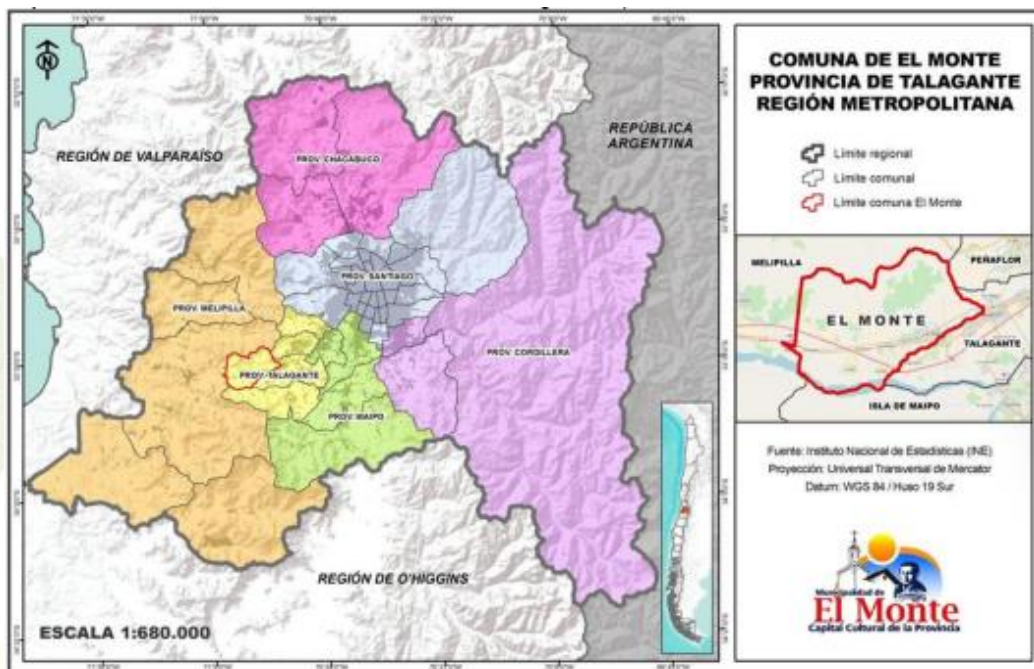 COMUNA DE EL MONTE
PROVINCIA DE TALAGANTE
REGIÓN METROPOLITANA
Límite regional
Límite comunal
Límite comuna El Monte
N
REGIÓN DE VALPARAÍSO
REPÚBLICA
ARGENTINA
PROV. CHACABUCO
PROV. SANTIAGO
PROV. MELIPILLA
PROV. CORDILLERA
PROV. TALAGANTE
PROV. MAIPO
REGIÓN DE O'HIGGINS
ESCALA 1:680.000
MELIPILLA
PEÑAFLOR
EL MONTE
TALAGANTE
ISLA DE MAIPO
Fuente: Instituto Nacional de Estadísticas (INE)
Proyección: Universal Transversal de Mercator
Datum: WGS 84 / Huso 19 Sur
Municipalidad de
El Monte
Capital Cultural de la Provincia